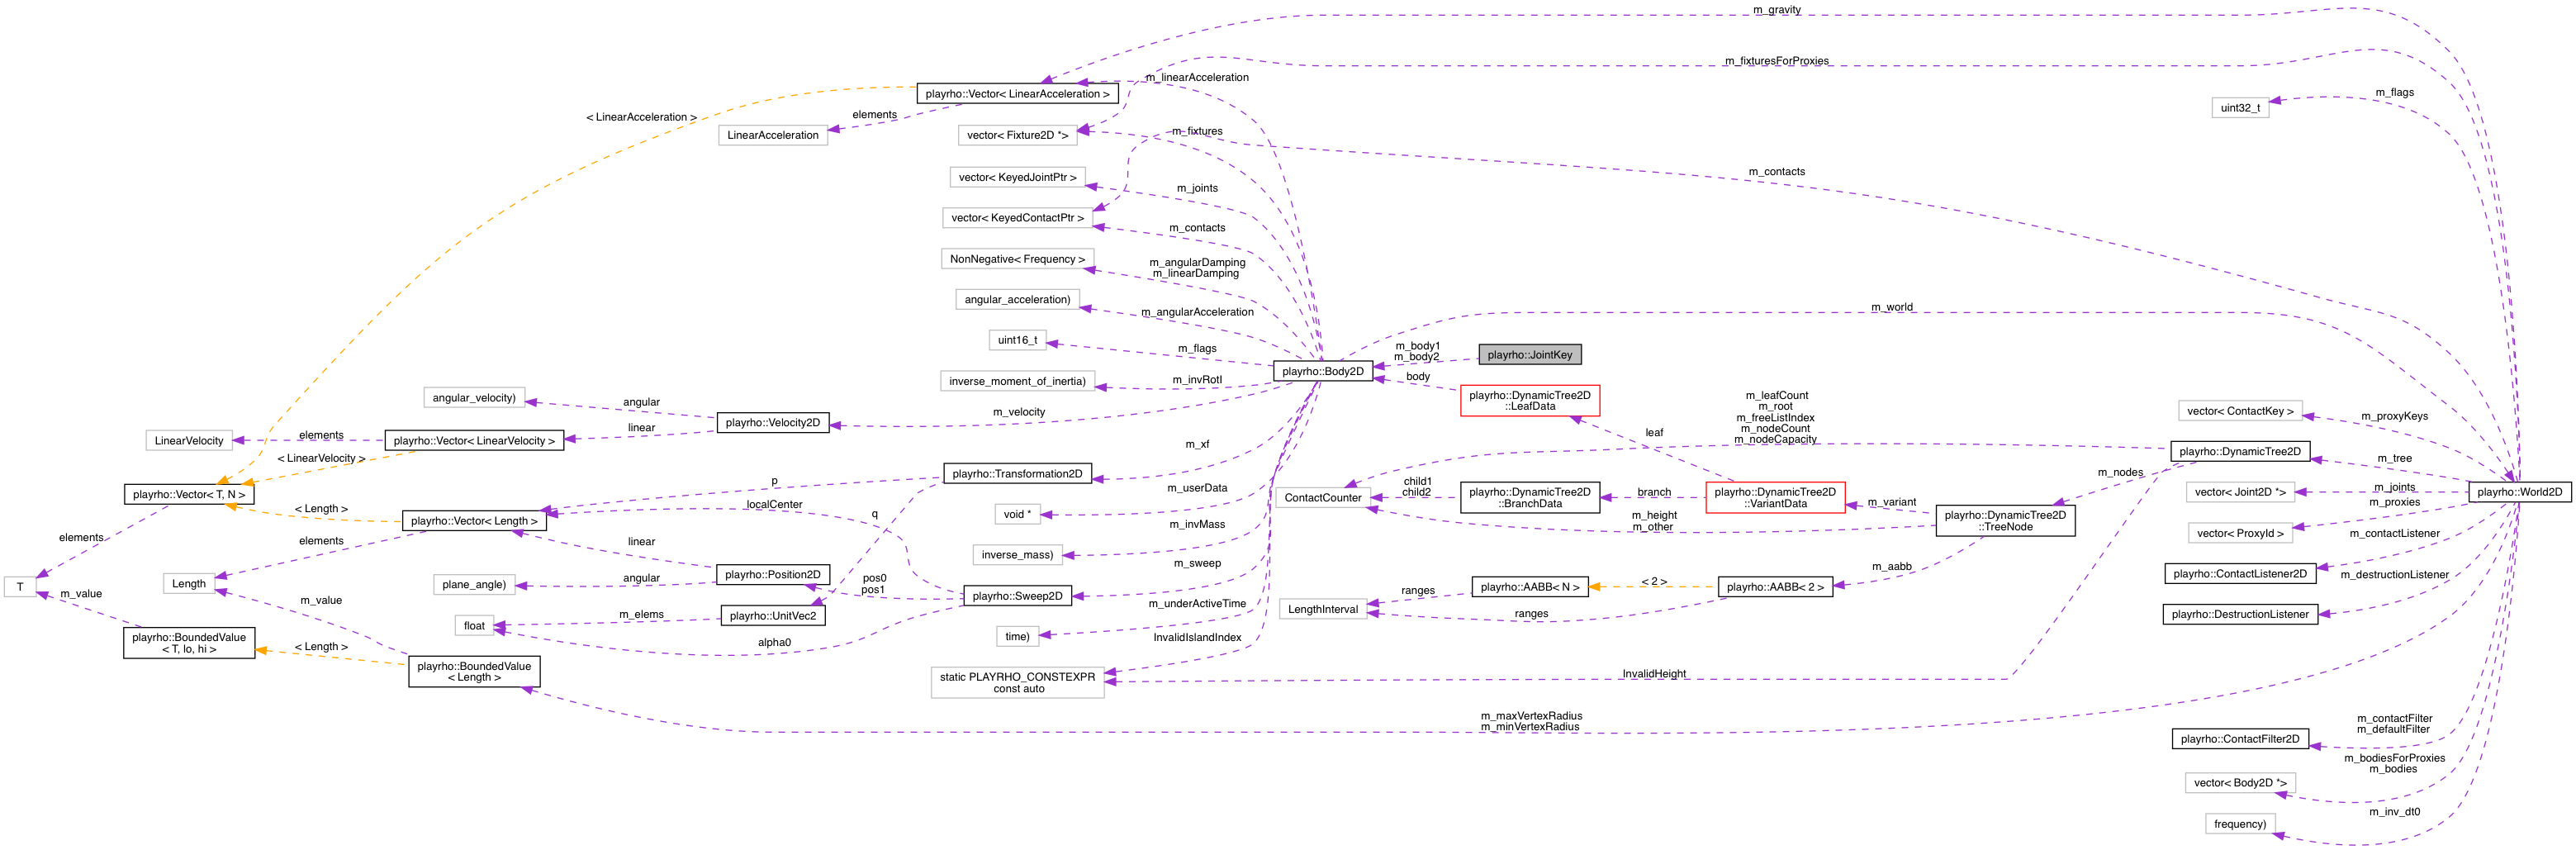 m_gravity
m_fixturesForProxies
m_linearAcceleration
playrho::Vector< LinearAcceleration >
m_flags
uint32_t
< LinearAcceleration >
elements
LinearAcceleration
vector< Fixture2D *>
m_fixtures
m_contacts
vector< KeyedJointPtr >
m_joints
vector< KeyedContactPtr >
m_contacts
NonNegative< Frequency >
m_angularDamping
m_linearDamping
angular_acceleration)
m_angularAcceleration
m_world
uint16_t
m_flags
m_body1
m_body2
playrho::JointKey
playrho::Body2D
inverse_moment_of_inertia)
m_invRotI
body
playrho::DynamicTree2D
::LeafData
m_leafCount
m_root
m_freeListIndex
m_nodeCount
m_nodeCapacity
angular_velocity)
angular
m_velocity
playrho::Velocity2D
linear
vector< ContactKey >
m_proxyKeys
LinearVelocity
elements
playrho::Vector< LinearVelocity >
leaf
playrho::DynamicTree2D
m_xf
< LinearVelocity >
m_tree
playrho::Transformation2D
p
m_nodes
playrho::Vector< T, N >
m_userData
ContactCounter
child1
child2
playrho::DynamicTree2D
::BranchData
branch
playrho::DynamicTree2D
::VariantData
m_variant
vector< Joint2D *>
m_joints
playrho::World2D
localCenter
< Length >
playrho::Vector< Length >
q
void *
m_height
m_other
playrho::DynamicTree2D
::TreeNode
m_proxies
vector< ProxyId >
m_invMass
elements
elements
linear
inverse_mass)
m_contactListener
m_sweep
m_aabb
playrho::ContactListener2D
m_destructionListener
T
Length
plane_angle)
angular
playrho::Position2D
pos0
pos1
playrho::Sweep2D
m_value
m_value
m_underActiveTime
LengthInterval
ranges
playrho::AABB< N >
< 2 >
playrho::AABB< 2 >
ranges
playrho::DestructionListener
float
m_elems
playrho::UnitVec2
time)
InvalidIslandIndex
playrho::BoundedValue
< T, lo, hi >
< Length >
alpha0
playrho::BoundedValue
< Length >
static PLAYRHO_CONSTEXPR
const auto
InvalidHeight
m_maxVertexRadius
m_minVertexRadius
m_contactFilter
m_defaultFilter
playrho::ContactFilter2D
m_bodiesForProxies
m_bodies
vector< Body2D *>
m_inv_dt0
frequency)